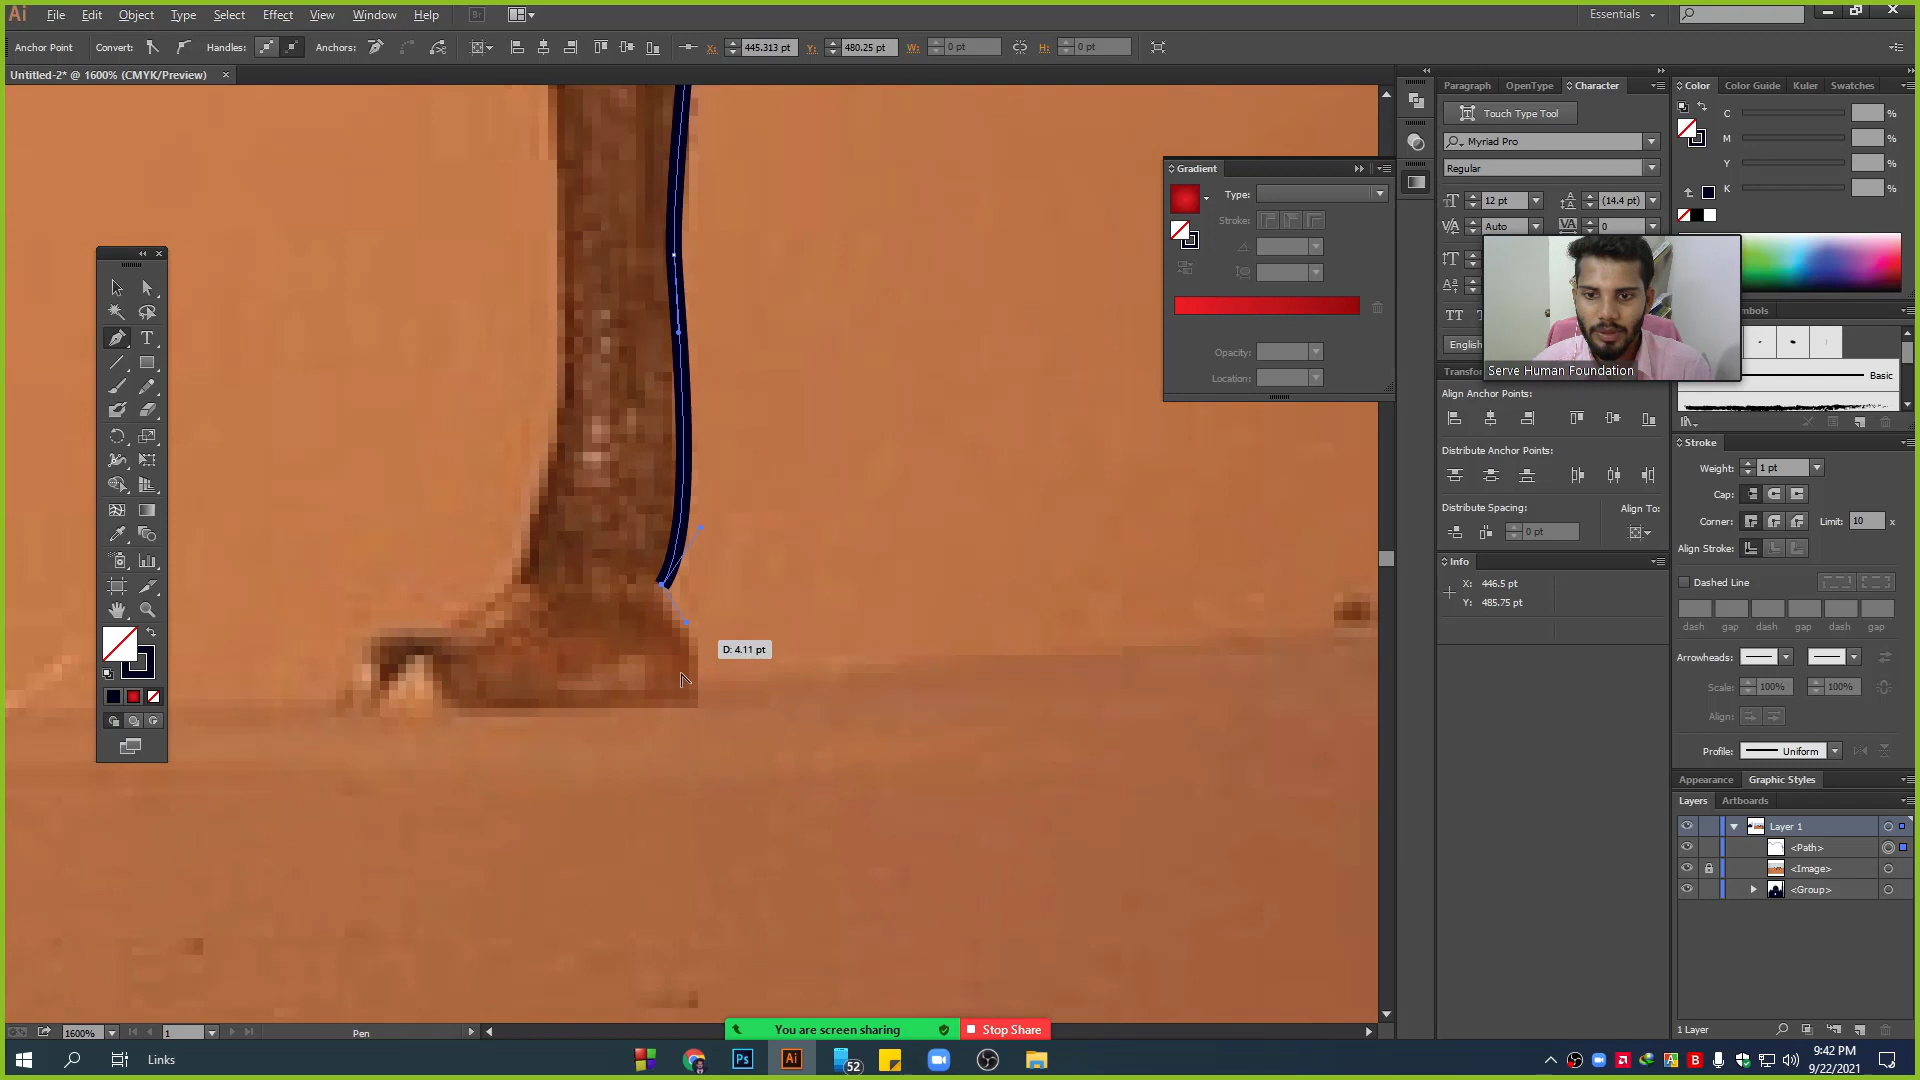 Ai File Edit Object Type Select Effect View Window Help Br Essentials
Anchor Point Convert: Handles: Anchors: X: 445.313 pt Y: 480.25 pt W: 0 pt H: 0 pt
Untitled-2* @ 1600% (CMYK/Preview)
Paragraph OpenType Character
Color Color Guide Kuler Swatches
Touch Type Tool
C %
M %
Y %
K %
Myriad Pro
Regular
12 pt (14.4 pt)
Auto 0
Gradient
Type:
Stroke:
Opacity:
Location:
TT
English
Serve Human Foundation
mbols
Basic
Transfor
Align Anchor Points:
Distribute Anchor Points:
Distribute Spacing: Align To:
0 pt
Info
X: 446.5 pt
Y: 485.75 pt
Stroke
Weight: 1 pt
Cap:
Corner: Limit: 10 x
Align Stroke:
Dashed Line
dash gap dash gap dash gap
Arrowheads:
Scale: 100% 100%
Align:
Profile: Uniform
Appearance Graphic Styles
Layers Artboards
Layer 1
<Path>
<Image>
<Group>
1 Layer
D: 4.11 pt
1600% 1 Pen
You are screen sharing Stop Share
Links Ps Ai 52
9:42 PM
9/22/2021